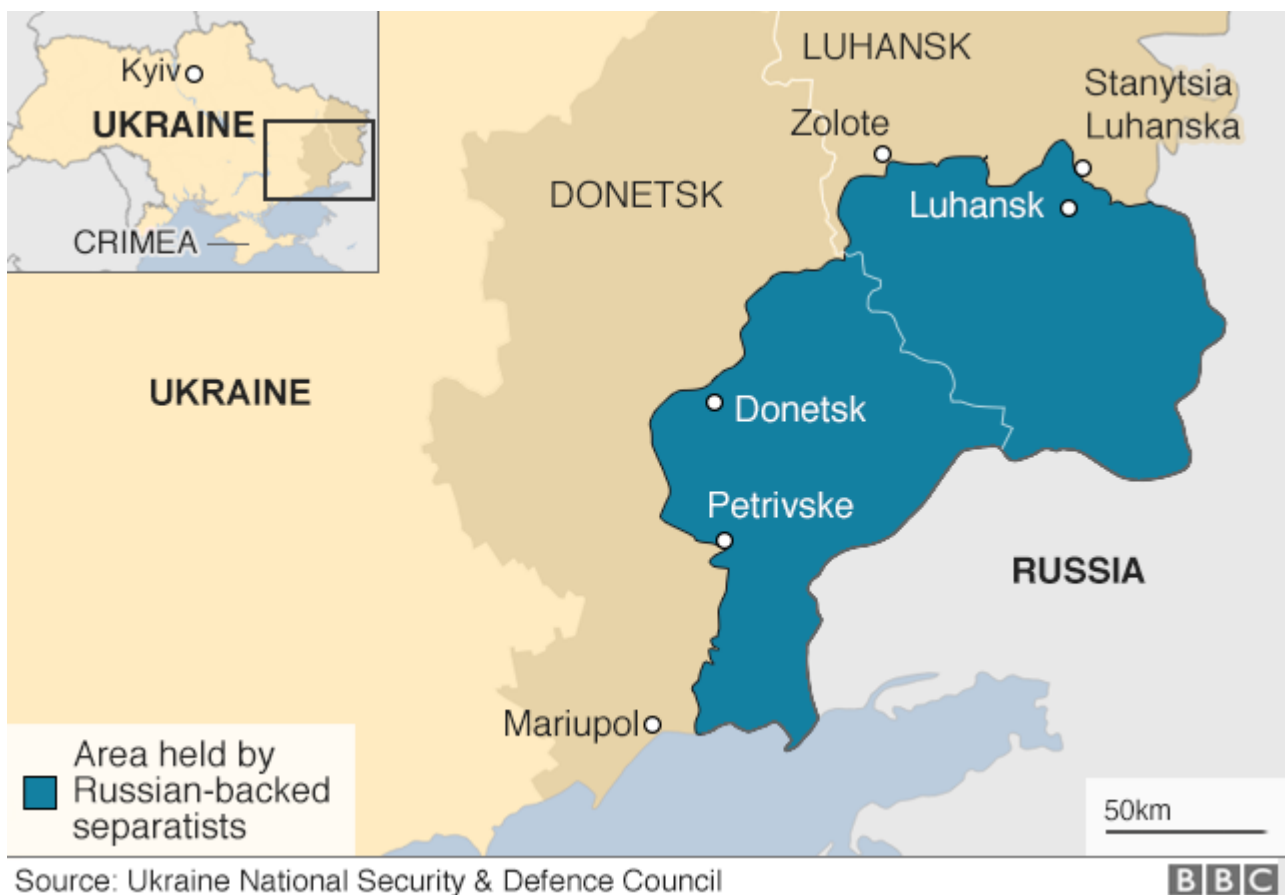 Kyiv
UKRAINE
CRIMEA
LUHANSK
Stanytsia
Luhanska
Zolote
DONETSK
Luhansk
UKRAINE
Donetsk
Petrivske
RUSSIA
Mariupol
Area held by
Russian-backed
separatists
50km
Source: Ukraine National Security & Defence Council
BBC